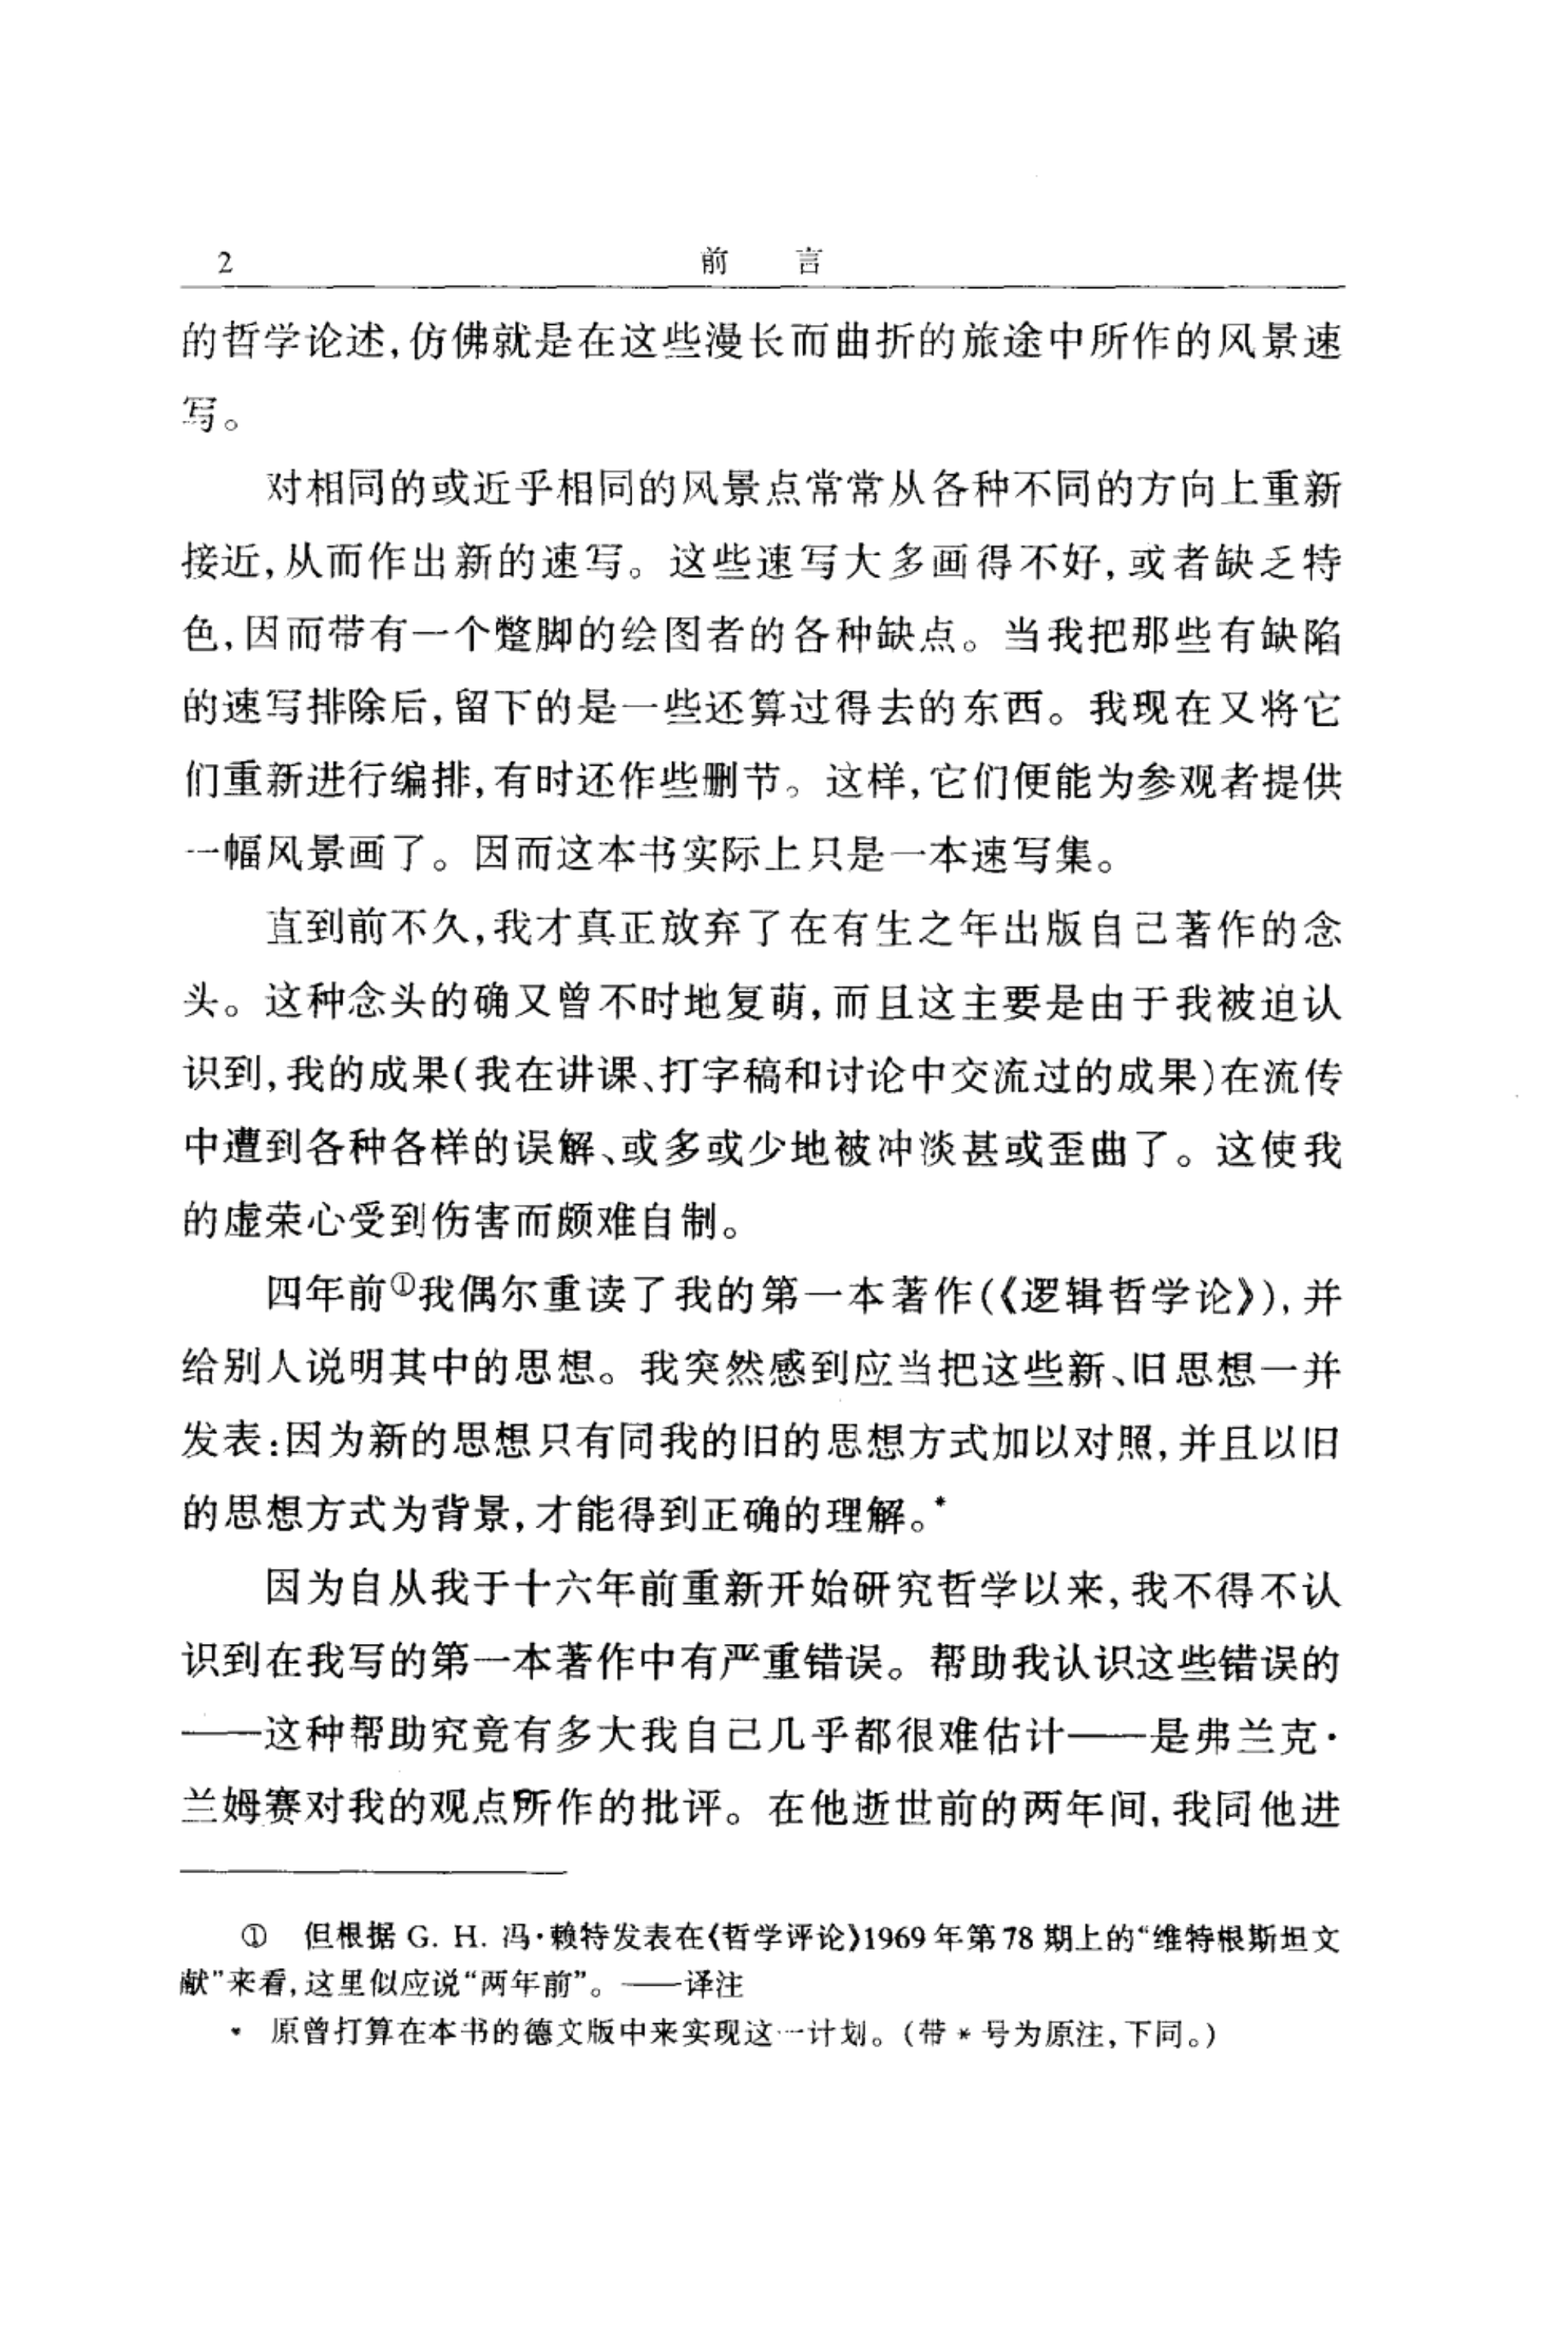 2 前 言
的哲学论述,仿佛就是在这些漫长而曲折的旅途中所作的风景速
写。
对相同的或近乎相同的风景点常常从各种不同的方向上重新
接近,从而作出新的速写。这些速写大多画得不好,或者缺乏特
色,因而带有一个蹩脚的绘图者的各种缺点。当我把那些有缺陷
的速写排除后,留下的是一些还算过得去的东西。我现在又将它
们重新进行编排,有时还作些删节。这样,它们便能为参观者提供
一幅风景画了。因而这本书实际上只是一本速写集。
直到前不久,我才真正放弃了在有生之年出版自己著作的念
头。这种念头的确又曾不时地复萌,而且这主要是由于我被迫认
识到,我的成果(我在讲课、打字稿和讨论中交流过的成果)在流传
中遭到各种各样的误解、或多或少地被冲淡甚或歪曲了。这使我
的虚荣心受到伤害而颇难自制。
四年前①我偶尔重读了我的第一本著作(《逻辑哲学论》),并
给别人说明其中的思想。我突然感到应当把这些新、旧思想一并
发表:因为新的思想只有同我的旧的思想方式加以对照,并且以旧
的思想方式为背景,才能得到正确的理解。*
因为自从我于十六年前重新开始研究哲学以来,我不得不认
识到在我写的第一本著作中有严重错误。帮助我认识这些错误的
——这种帮助究竟有多大我自己几乎都很难估计——是弗兰克·
兰姆赛对我的观点所作的批评。在他逝世前的两年间,我同他进
① 但根据 G. H. 冯·赖特发表在《哲学评论》1969年第78期上的“维特根斯坦文
献”来看,这里似应说“两年前”。——译注
* 原曾打算在本书的德文版中来实现这一计划。(带 * 号为原注,下同。)